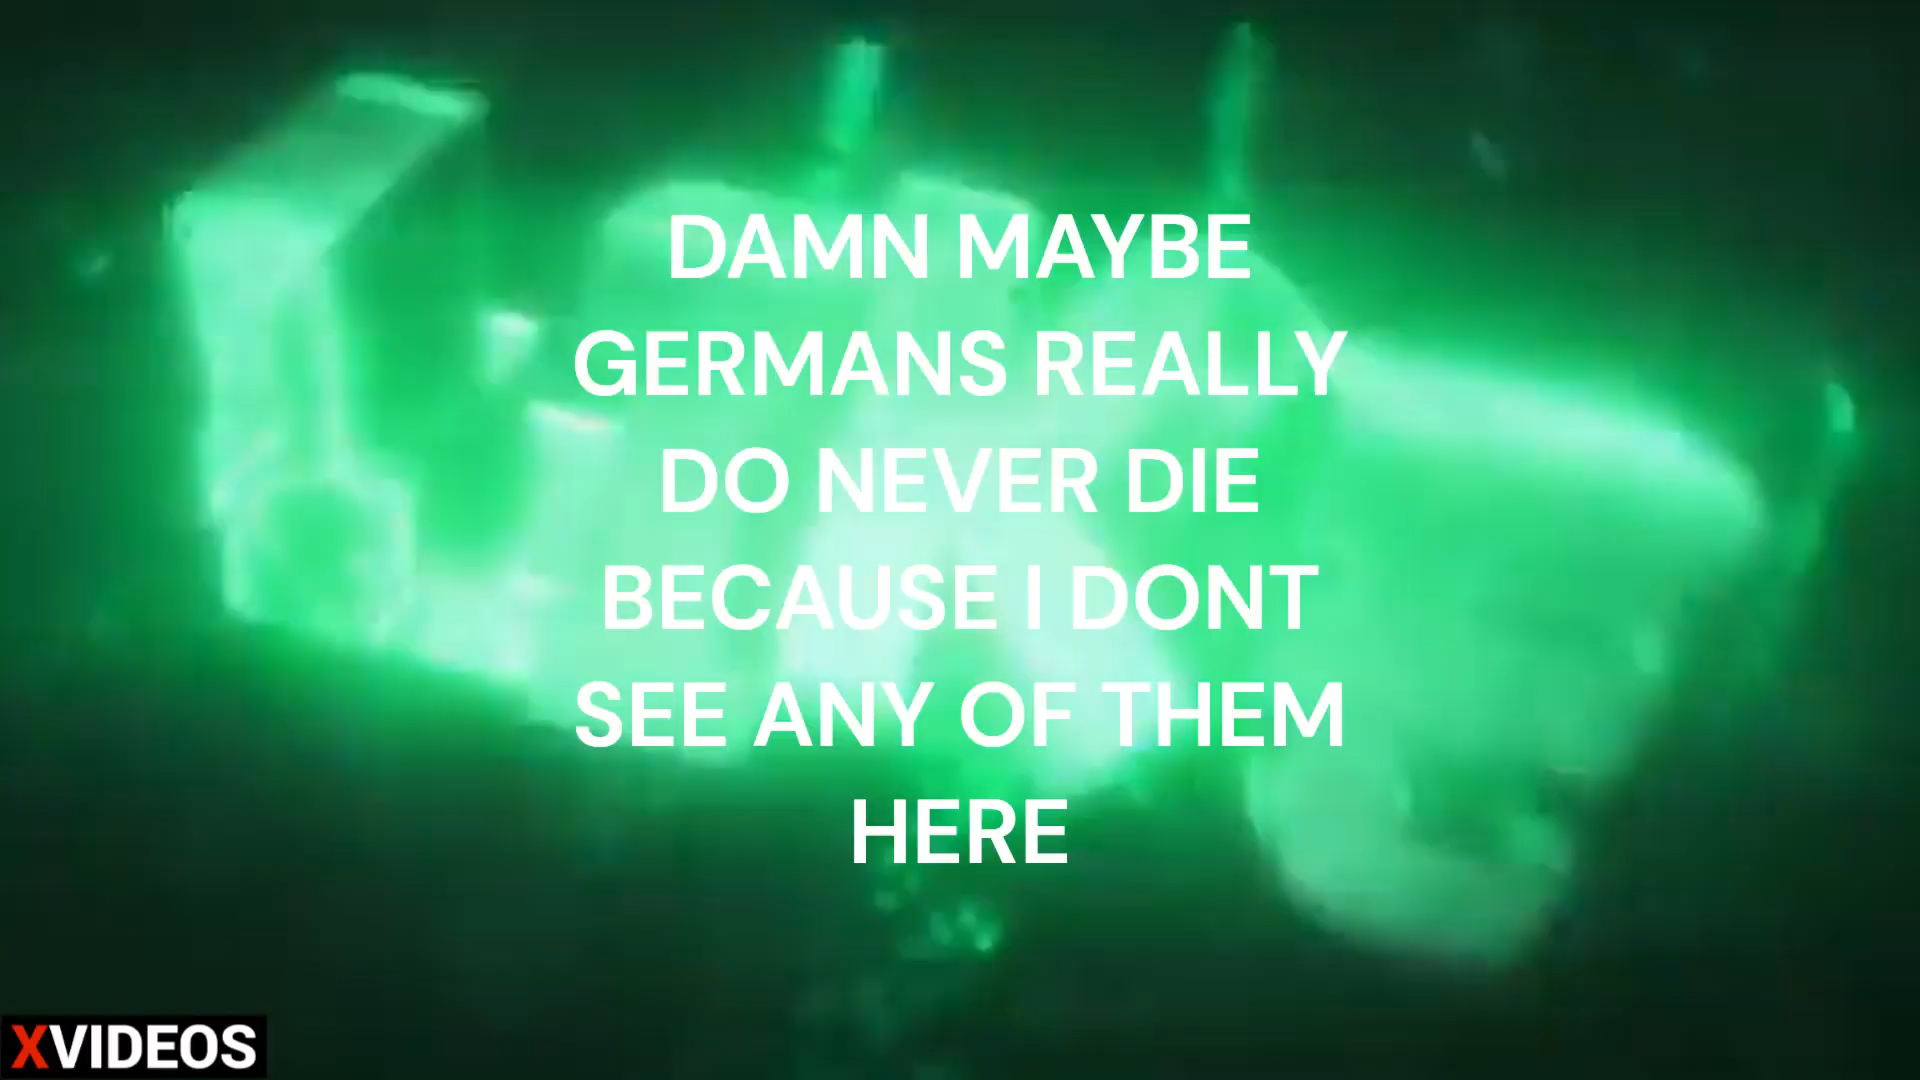 DAMN MAYBE
GERMANS REALLY
DO NEVER DIE
BECAUSE I DONT
SEE ANY OF THEM
HERE
XVIDEOS